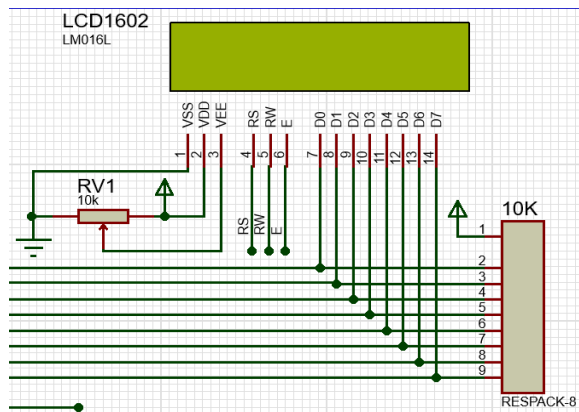 LCD1602
LM016L
VSS
VDD
VEE
RS
RW
E
D0
D1
D2
D3
D4
D5
D6
D7
1
2
3
4
5
6
7
8
9
10
11
12
13
14
RV1
10k
RS
RW
E
10K
1
2
3
4
5
6
7
8
9
RESPACK-8